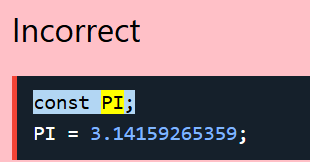 Incorrect
const PI;
PI = 3.14159265359;